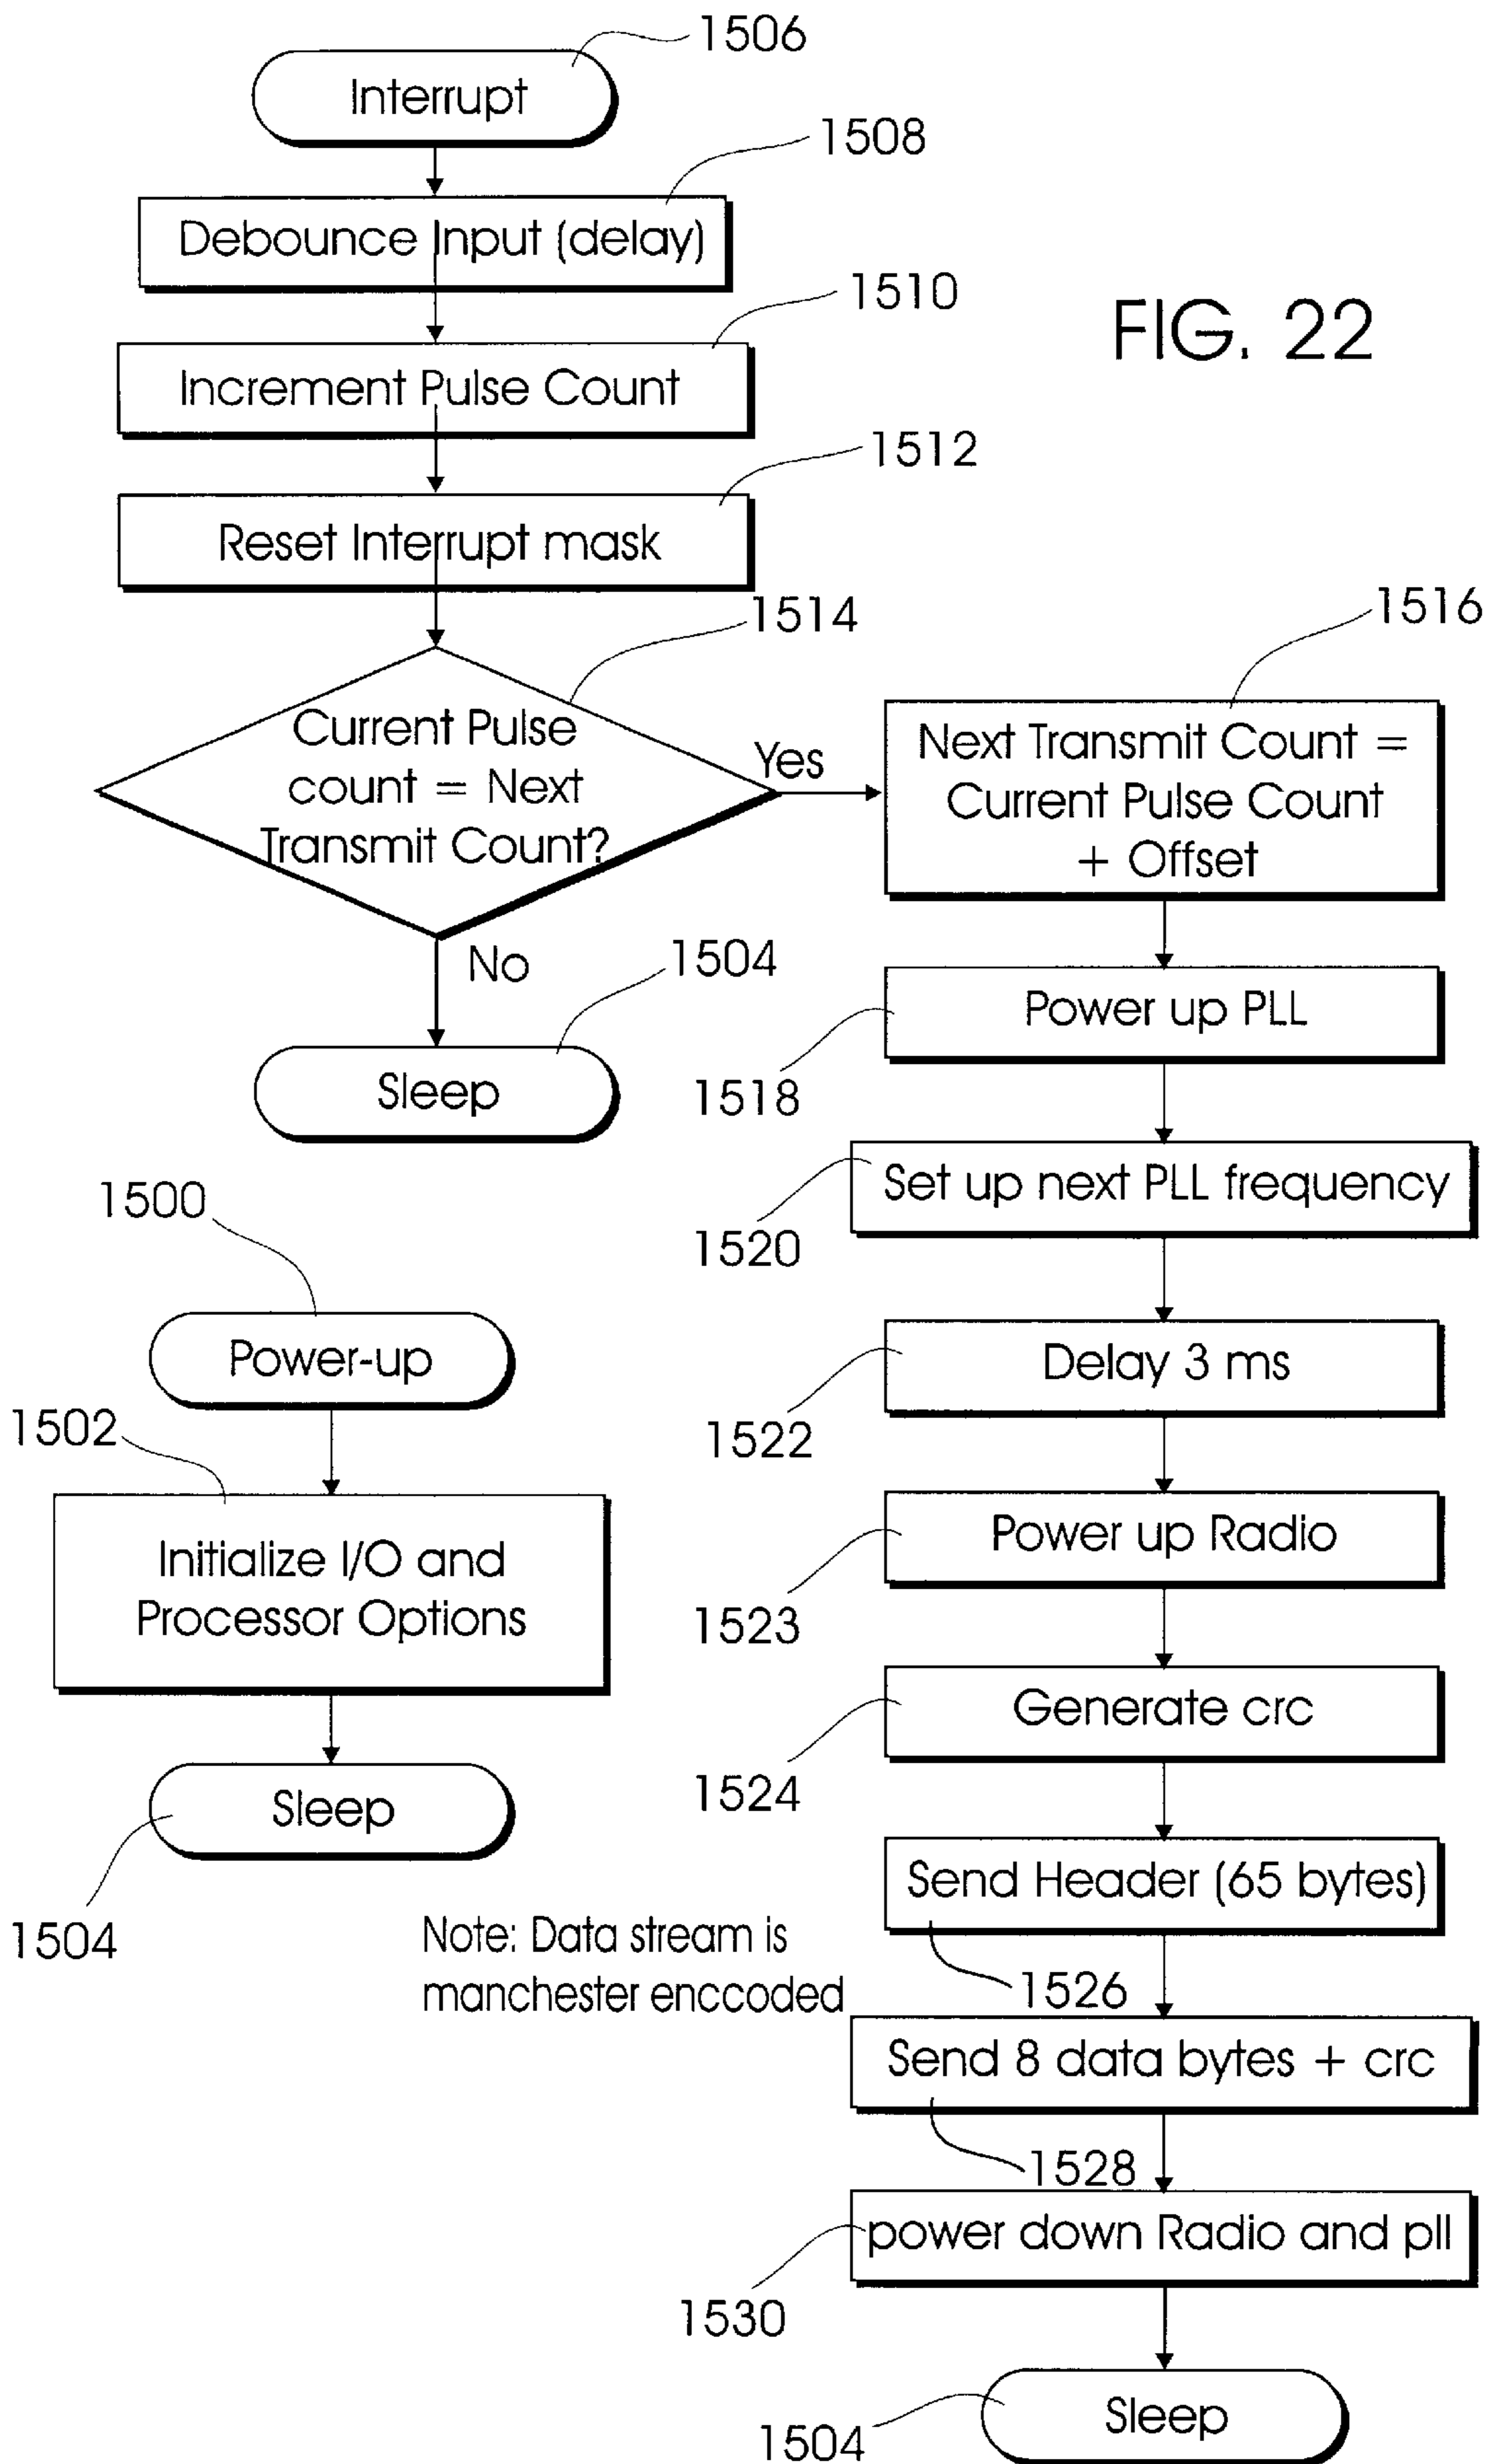 1506
Interrupt
1508
Debounce Input (delay)
1510
FIG. 22
Increment Pulse Count
1512
Reset Interrupt mask
1514
Current Pulse
count = Next
Transmit Count?
Yes
No
1504
Sleep
1516
Next Transmit Count =
Current Pulse Count
+ Offset
Power up PLL
1518
Set up next PLL frequency
1520
Delay 3 ms
1522
Power up Radio
1523
Generate crc
1524
Send Header (65 bytes)
1526
Send 8 data bytes + crc
1528
power down Radio and pll
1530
Sleep
1504
1500
Power-up
1502
Initialize I/O and
Processor Options
Sleep
1504
Note: Data stream is
manchester enccoded